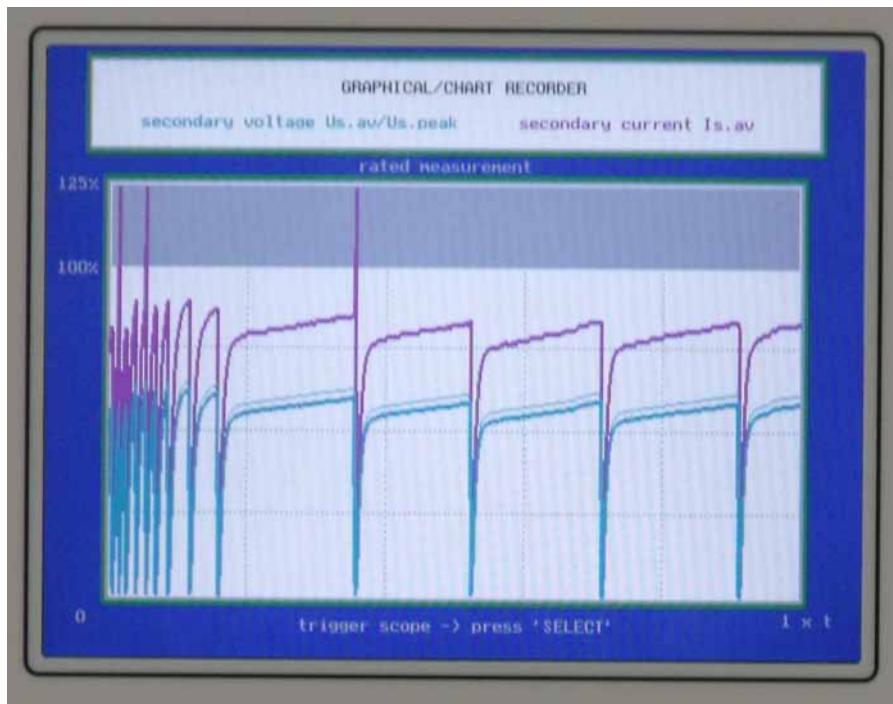 GRAPHICAL/CHART RECORDER
secondary voltage Us.av/Us.peak secondary current Is.av
rated measurement
125%
100%
0
trigger scope -> press 'SELECT'
1 x t